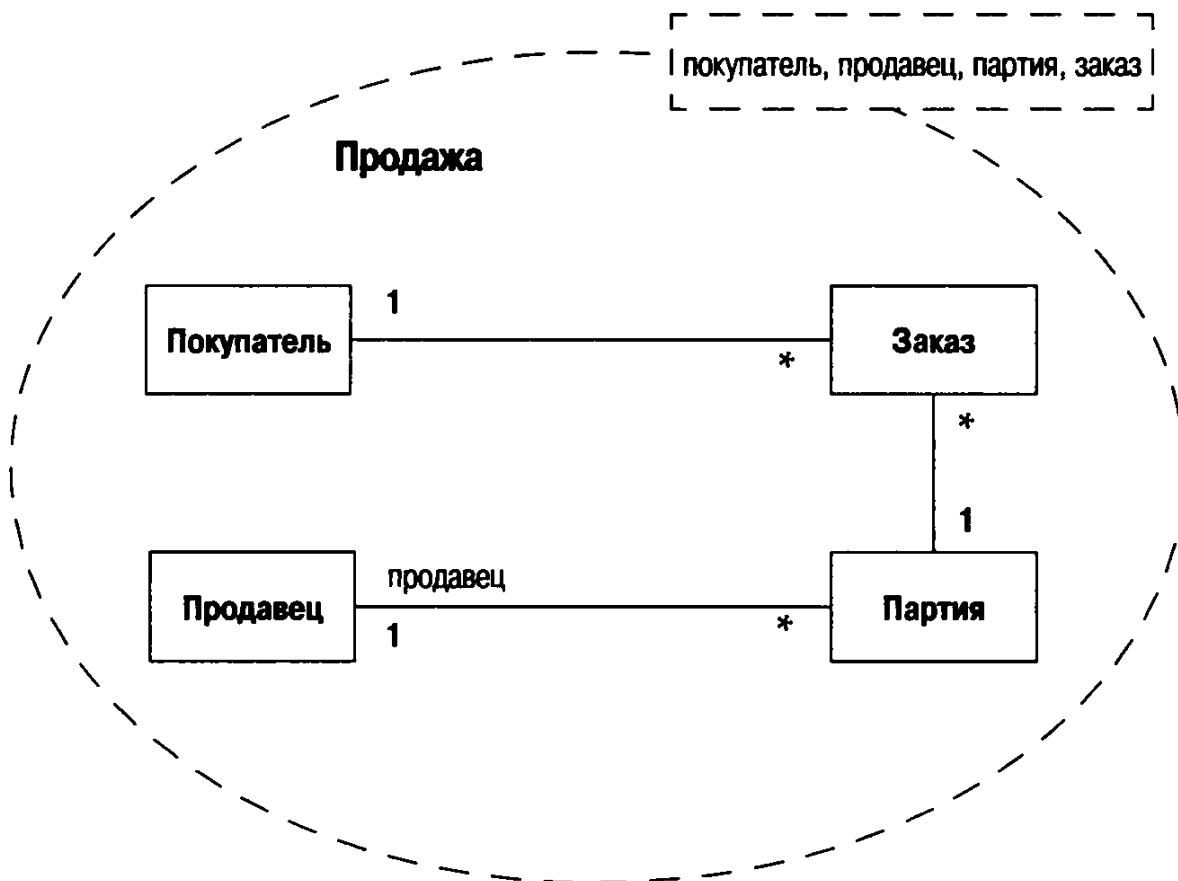 покупатель, продавец, партия, заказ
Продажа
1
Покупатель
Заказ
*
*
1
продавец
Продавец
Партия
1
*